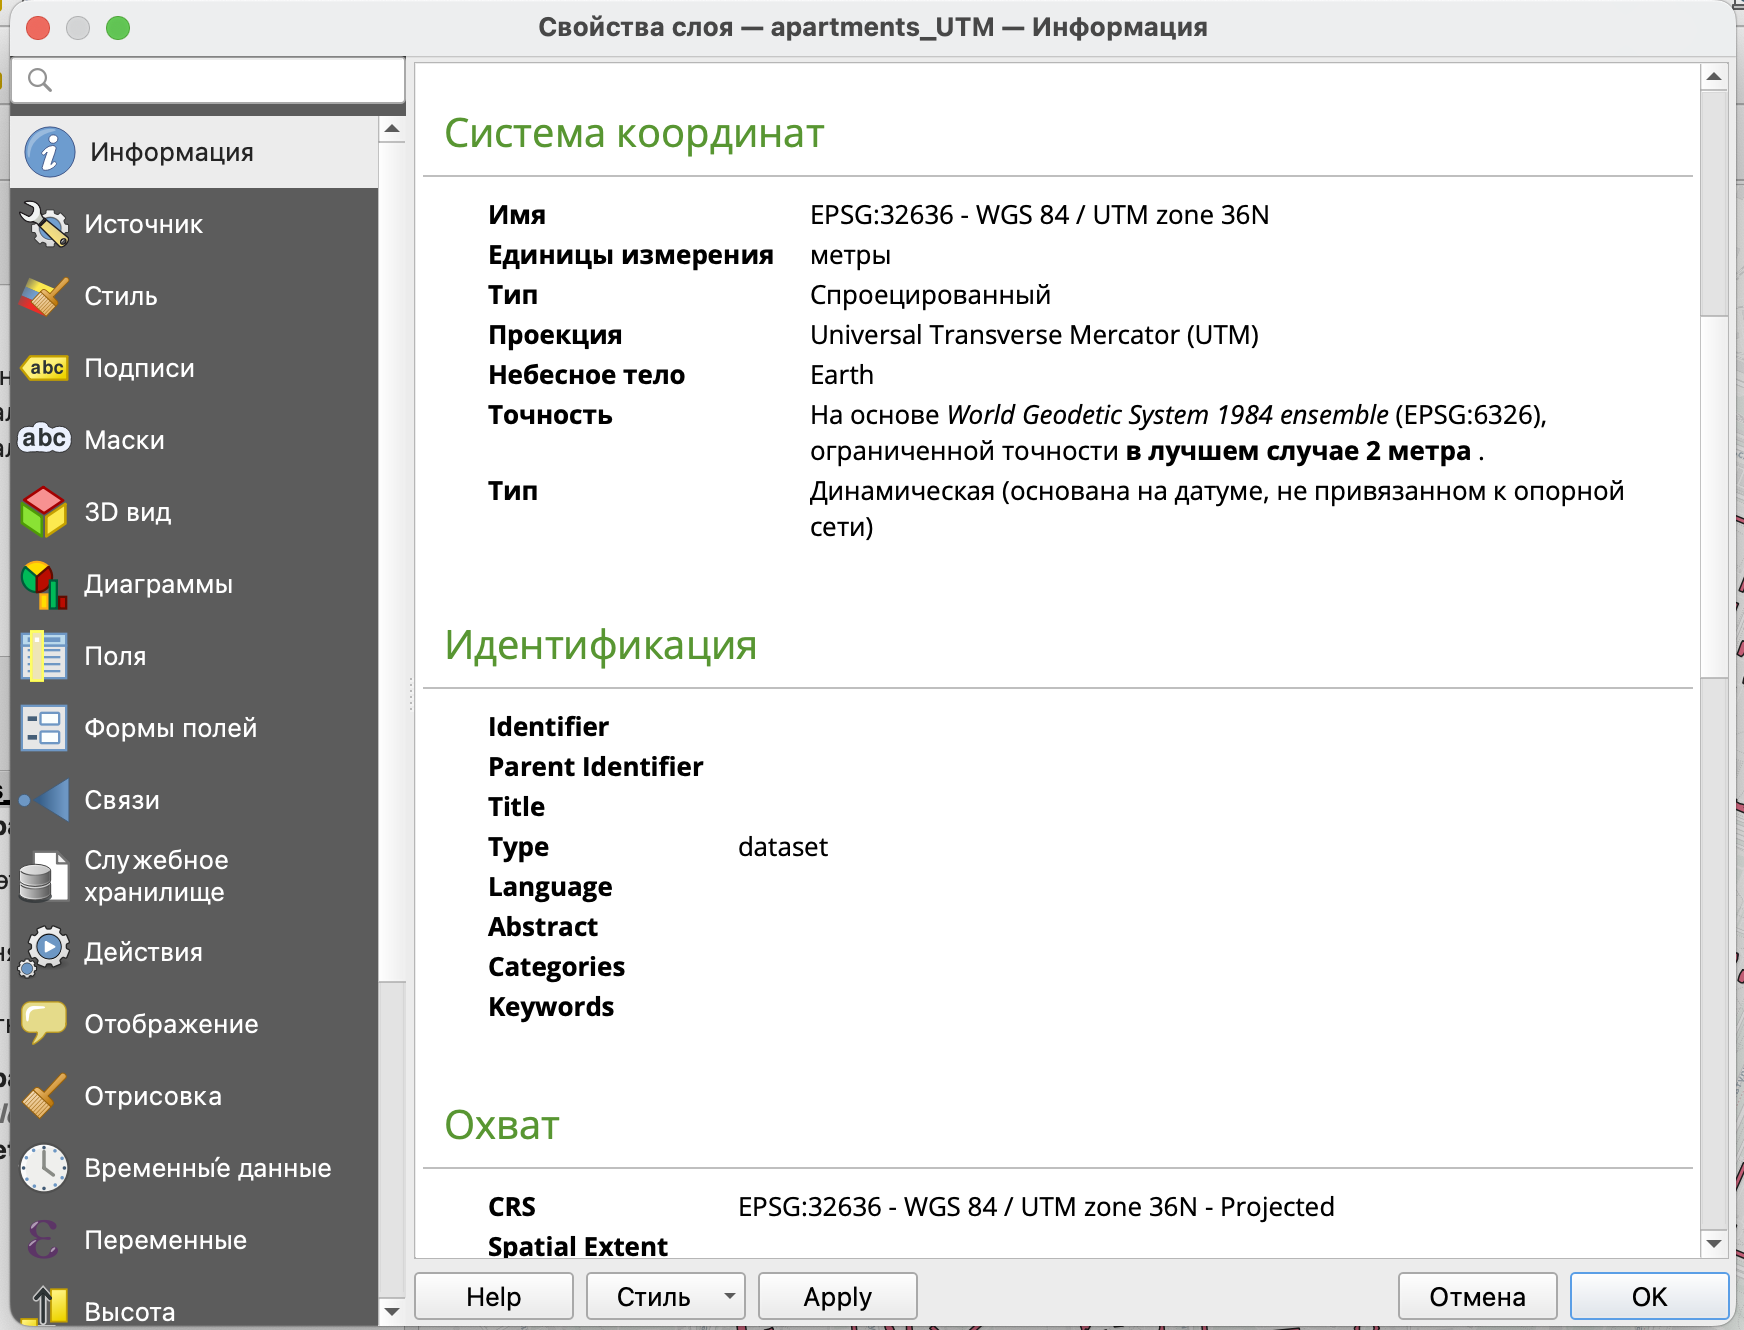 Свойства слоя — apartments_UTM — Информация
Информация
Источник
Стиль
abc
Подписи
abc
Маски
3D вид
Диаграммы
Поля
Формы полей
Связи
Служебное
хранилище
Действия
Отображение
Отрисовка
Временны́е данные
Переменные
Высота
Система координат
Имя EPSG:32636 - WGS 84 / UTM zone 36N
Единицы измерения метры
Тип Спроецированный
Проекция Universal Transverse Mercator (UTM)
Небесное тело Earth
Точность На основе World Geodetic System 1984 ensemble (EPSG:6326),
ограниченной точности в лучшем случае 2 метра .
Тип Динамическая (основана на датуме, не привязанном к опорной
сети)
Идентификация
Identifier
Parent Identifier
Title
Type dataset
Language
Abstract
Categories
Keywords
Охват
CRS EPSG:32636 - WGS 84 / UTM zone 36N - Projected
Spatial Extent
Help
Стиль
Apply
Отмена
OK